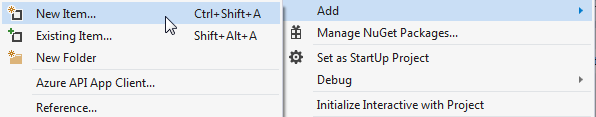 New Item... Ctrl+Shift+A
Existing Item... Shift+Alt+A
New Folder
Azure API App Client...
Reference...
Add
Manage NuGet Packages...
Set as StartUp Project
Debug
Initialize Interactive with Project